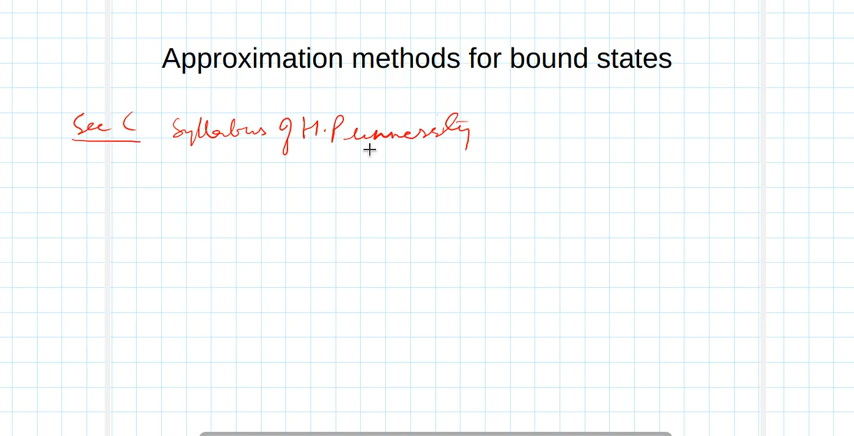 Approximation methods for bound states
Sec C Syllabus of H.P University